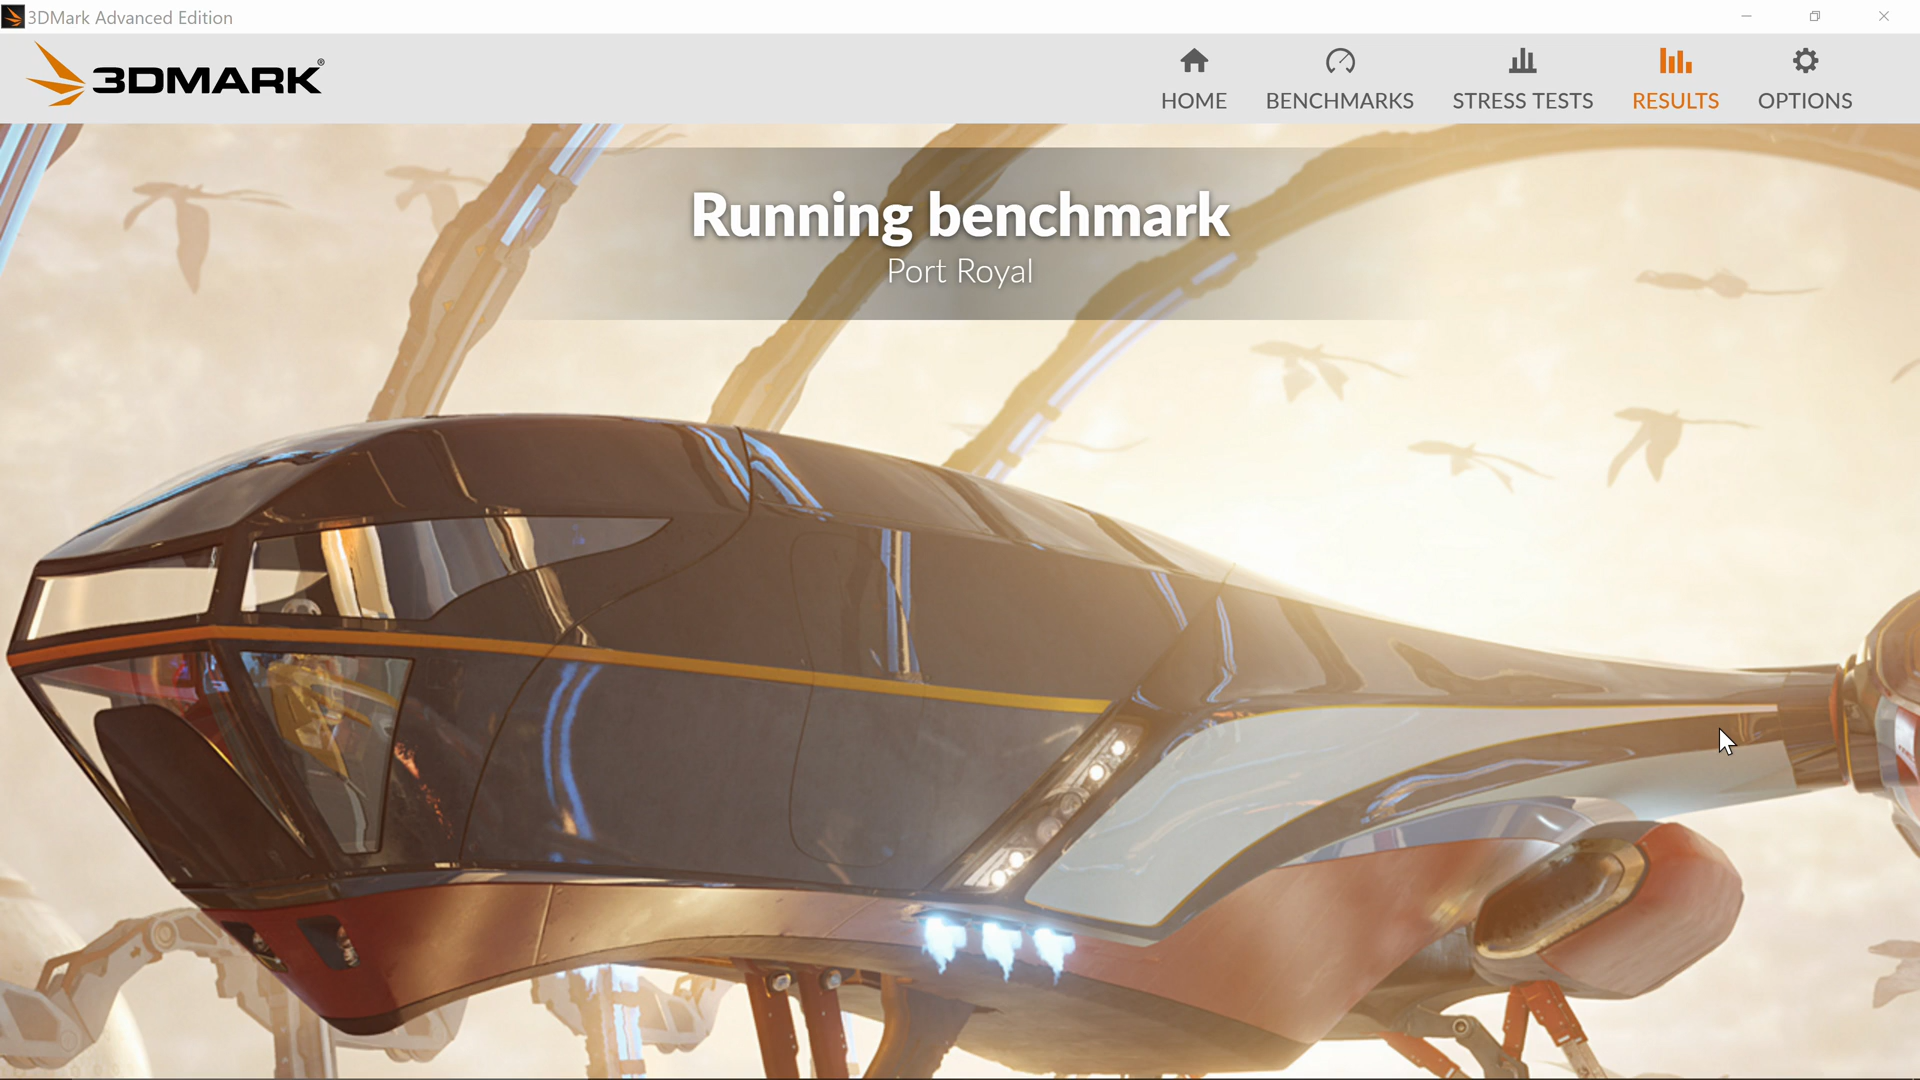 3DMark Advanced Edition
3DMARK®
HOME
BENCHMARKS
STRESS TESTS
RESULTS
OPTIONS
Running benchmark
Port Royal